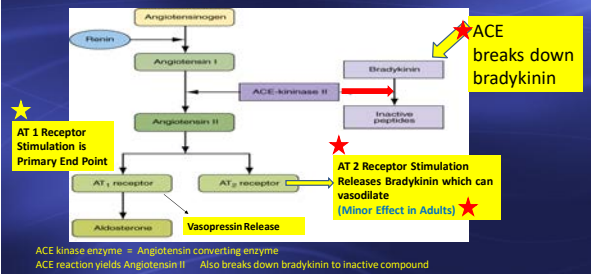 Angiotensinogen
Renin
Angiotensin I
ACE-kininase II
Bradykinin
Inactive
peptides
Angiotensin II
AT1 receptor
AT2 receptor
Aldosterone
ACE
breaks down
bradykinin
AT 1 Receptor
Stimulation is
Primary End Point
AT 2 Receptor Stimulation
Releases Bradykinin which can
vasodilate
(Minor Effect in Adults)
Vasopressin Release
ACE kinase enzyme = Angiotensin converting enzyme
ACE reaction yields Angiotensin II Also breaks down bradykinin to inactive compound